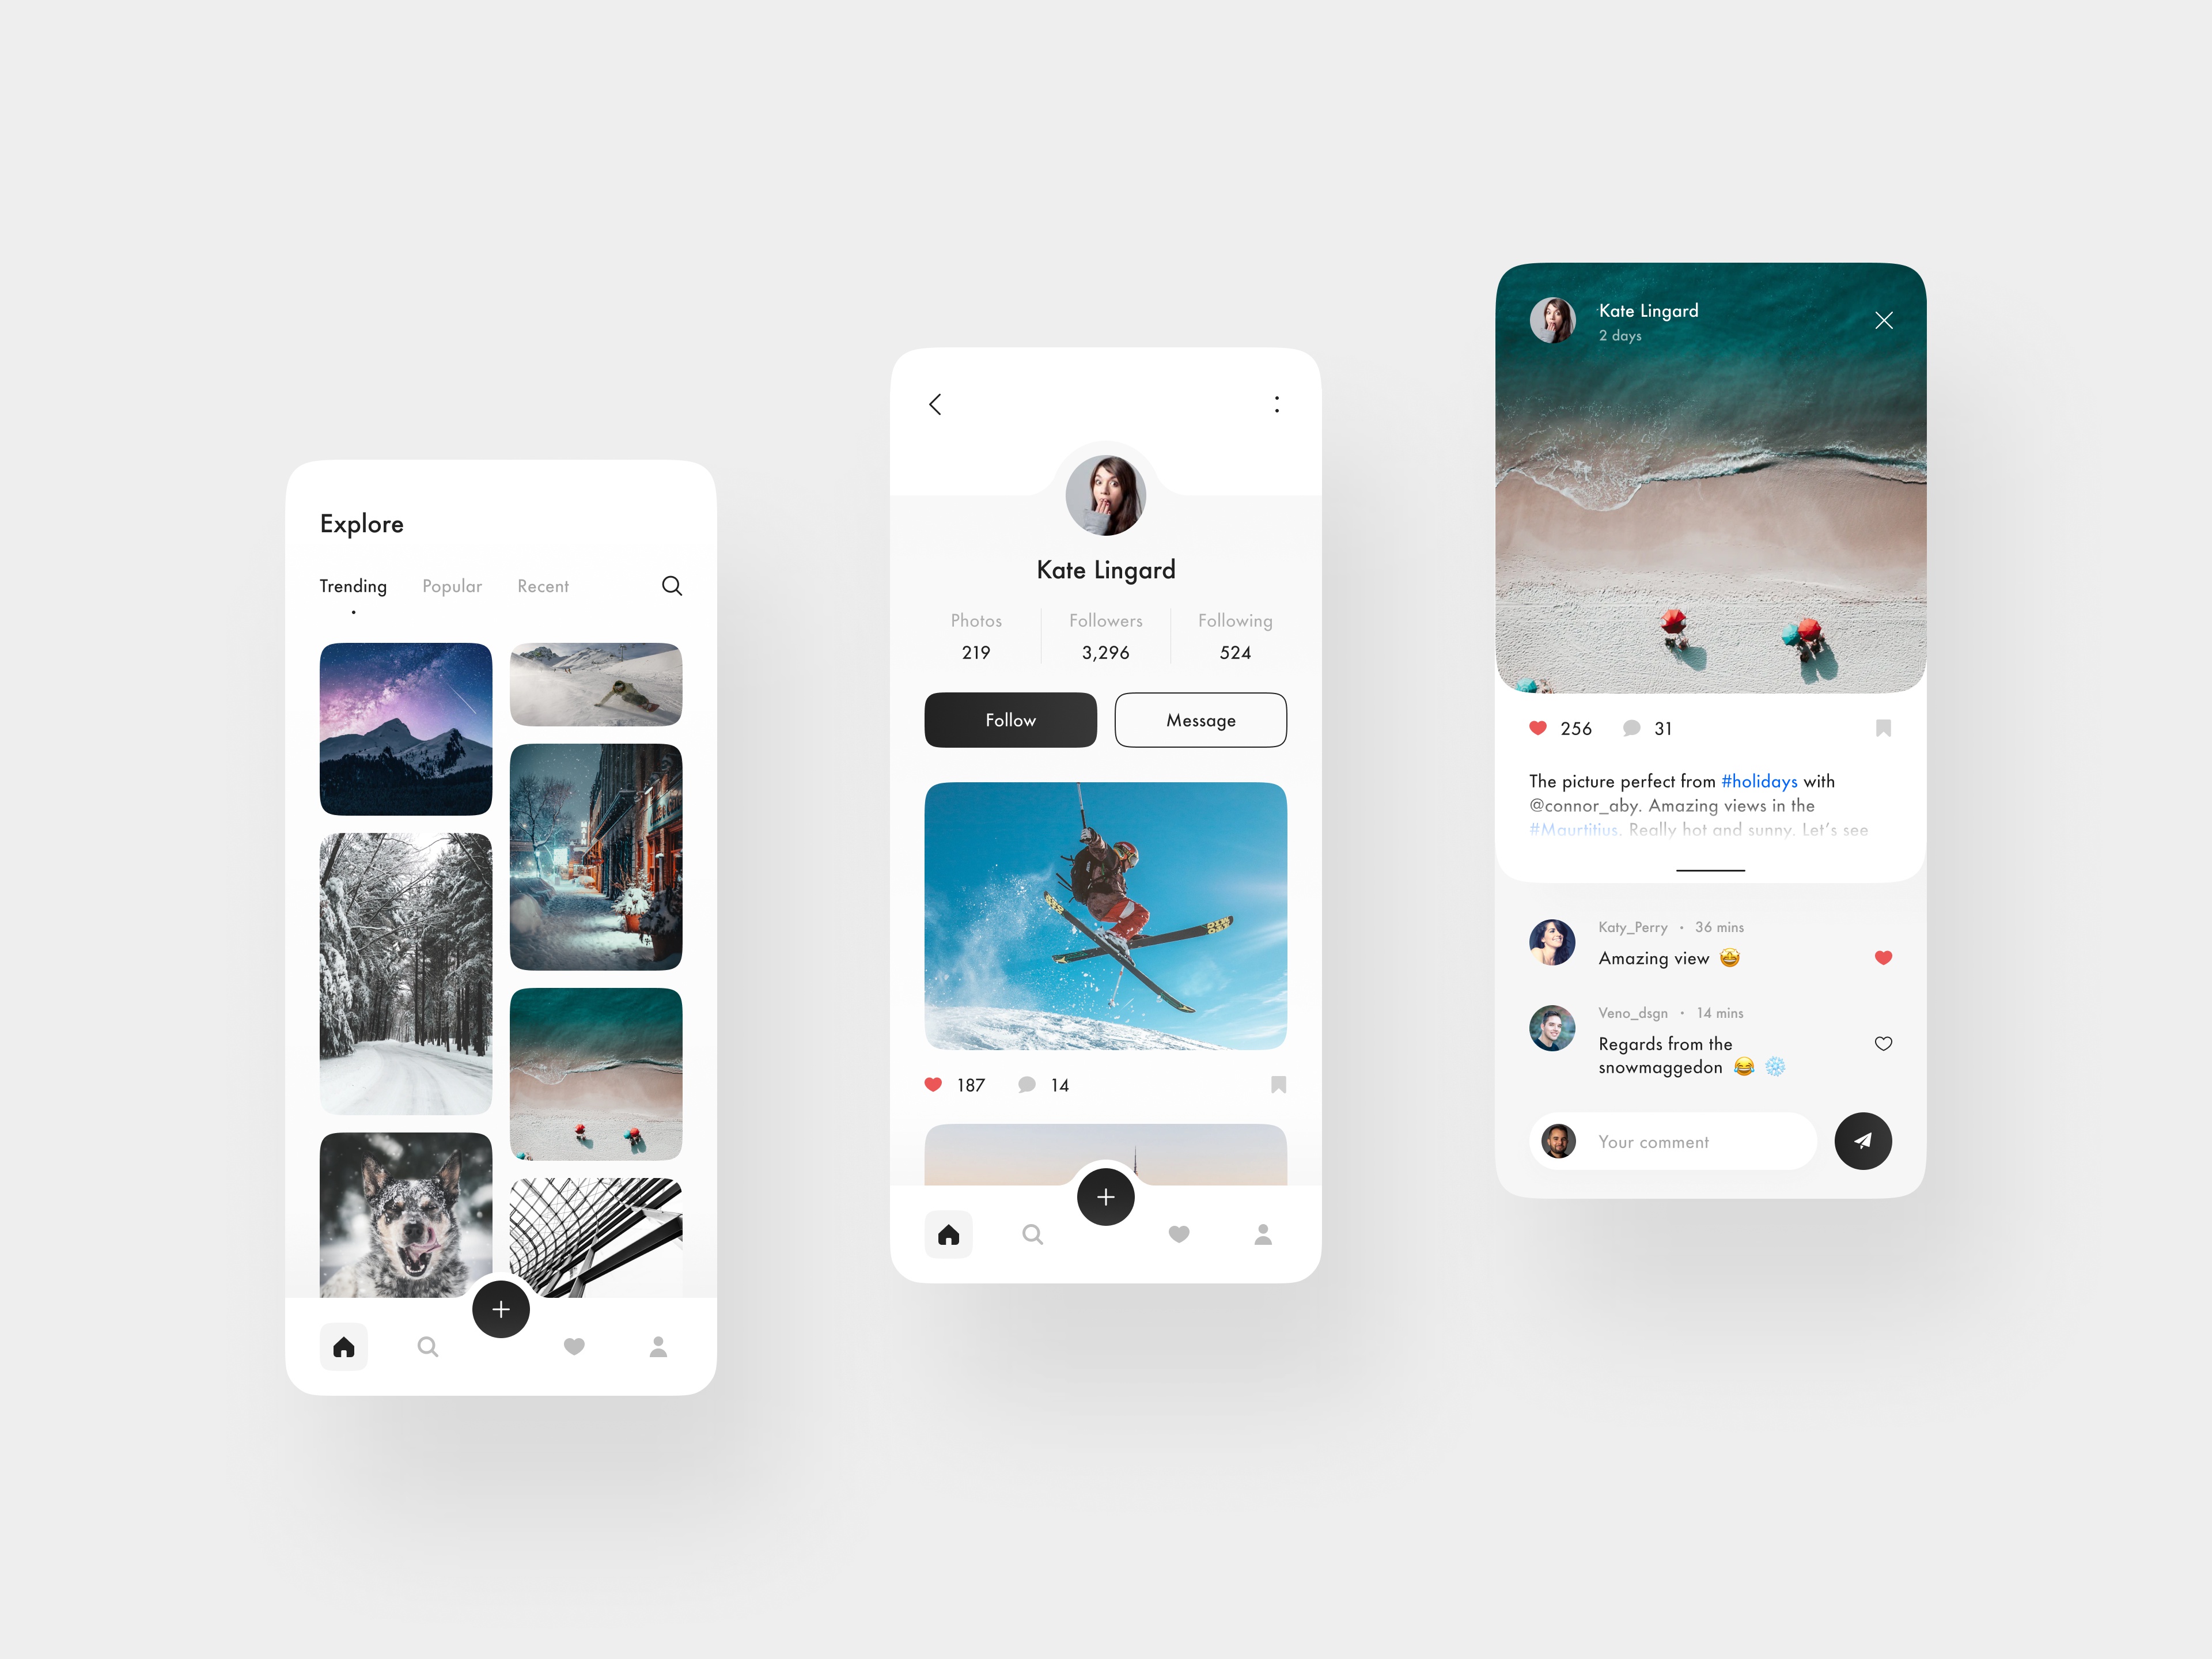 Explore
Trending
Popular
Recent
Kate Lingard
Photos
Followers
Following
219
3,296
524
Follow
Message
187
14
Kate Lingard
2 days
256
31
The picture perfect from #holidays with
@connor_aby. Amazing views in the
#Maurtitius. Really hot and sunny. Let's see
Katy_Perry • 36 mins
Amazing view 🤩
Veno_dsgn • 14 mins
Regards from the
snowmaggedon 😂 ❄️
Your comment